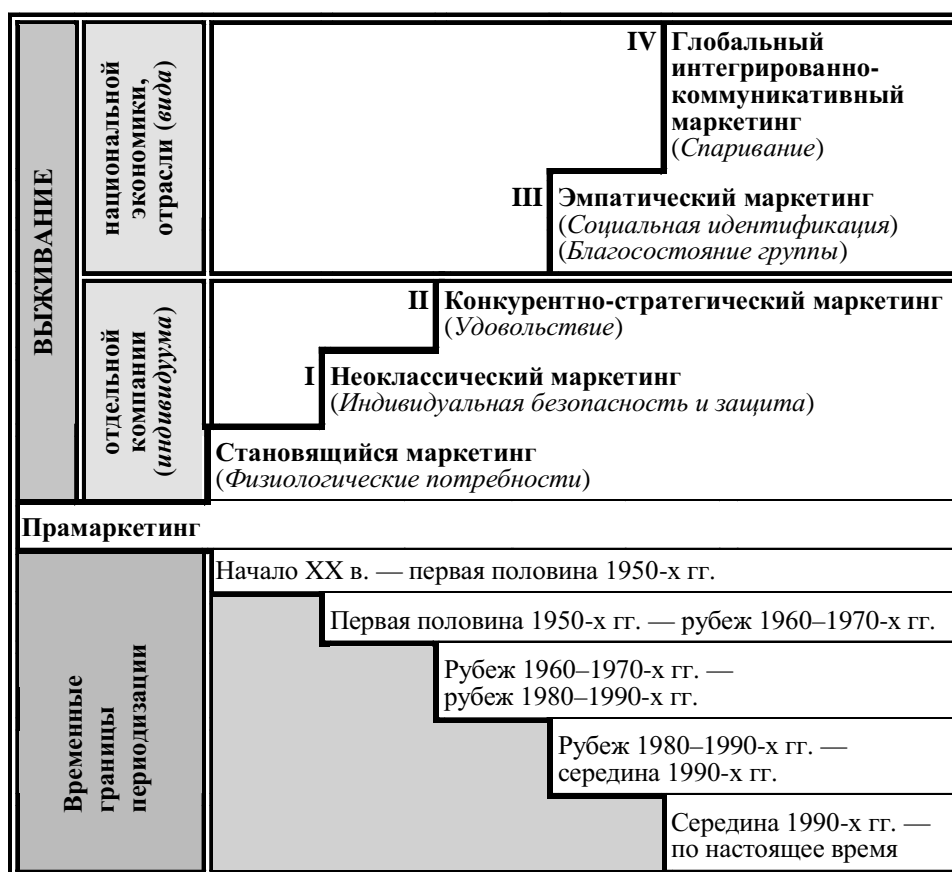 ВЫЖИВАНИЕ
национальной
экономики,
отрасли (вида)
IV Глобальный
интегрированно-
коммуникативный
маркетинг
(Спаривание)
III Эмпатический маркетинг
(Социальная идентификация)
(Благосостояние группы)
отдельной
компании
(индивидуума)
II Конкурентно-стратегический маркетинг
(Удовольствие)
I Неоклассический маркетинг
(Индивидуальная безопасность и защита)
Становящийся маркетинг
(Физиологические потребности)
Прамаркетинг
Временные
границы
периодизации
Начало XX в. — первая половина 1950-х гг.
Первая половина 1950-х гг. — рубеж 1960–1970-х гг.
Рубеж 1960–1970-х гг. —
рубеж 1980–1990-х гг.
Рубеж 1980–1990-х гг. —
середина 1990-х гг.
Середина 1990-х гг. —
по настоящее время